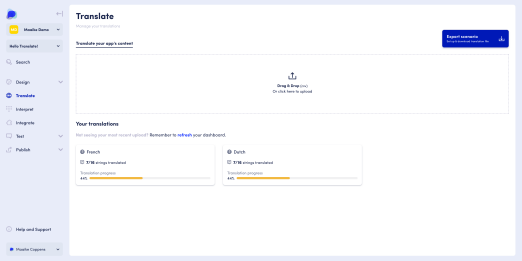 Moalie Demo
Hello Translate!
Search
Design
Translate
Interpret
Integrate
Test
Publish
Help and Support
Translate
Manage your translations
Translate your app's content
Export scenario
Drag & Drop (.csv)
Or click here to upload
Your translations
Not seeing your most recent upload? Remember to refresh your dashboard.
French
7/16 strings translated
Translation progress
44%
Dutch
7/16 strings translated
Translation progress
44%